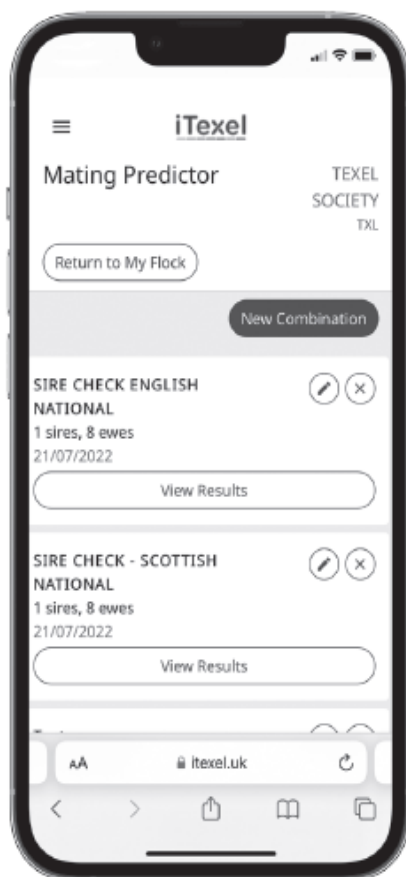 iTexel
Mating Predictor
TEXEL
SOCIETY
TXL
Return to My Flock
New Combination
SIRE CHECK ENGLISH
NATIONAL
1 sires, 8 ewes
21/07/2022
View Results
SIRE CHECK - SCOTTISH
NATIONAL
1 sires, 8 ewes
21/07/2022
View Results
AA
itexel.uk